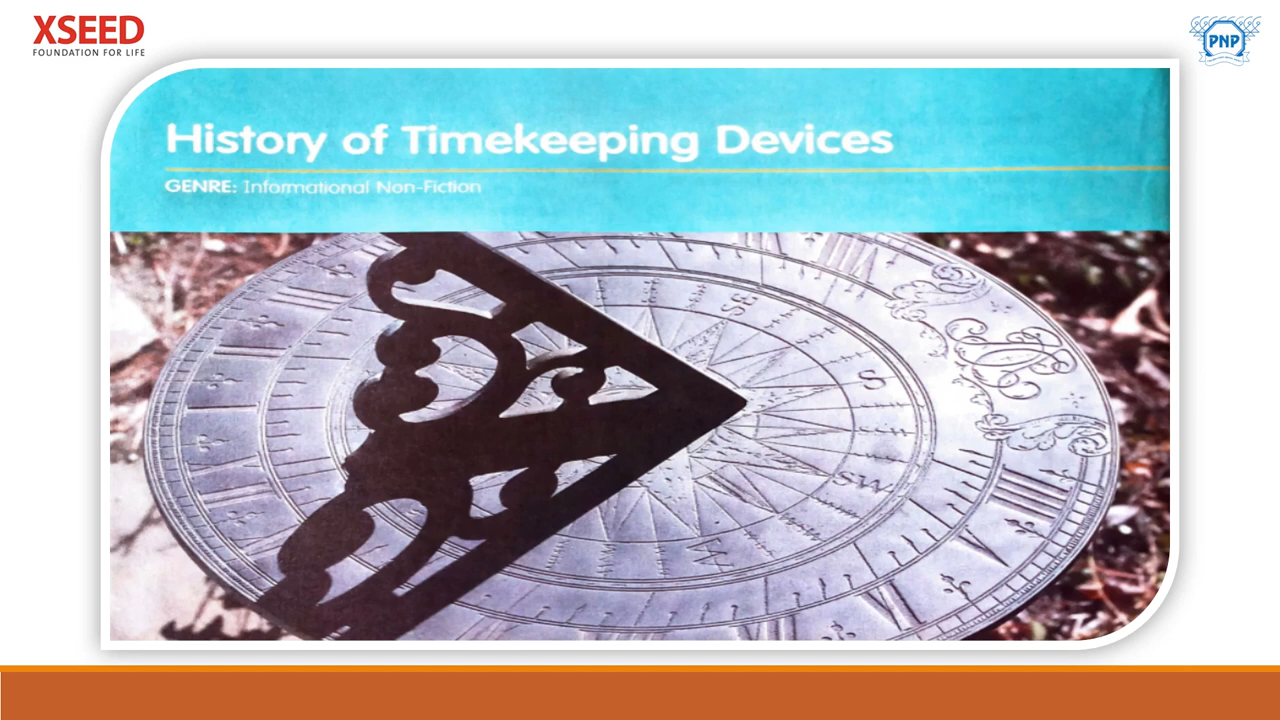 XSEED
FOUNDATION FOR LIFE
PNP
History of Timekeeping Devices
GENRE: Informational Non-Fiction
SE
S
SW
W